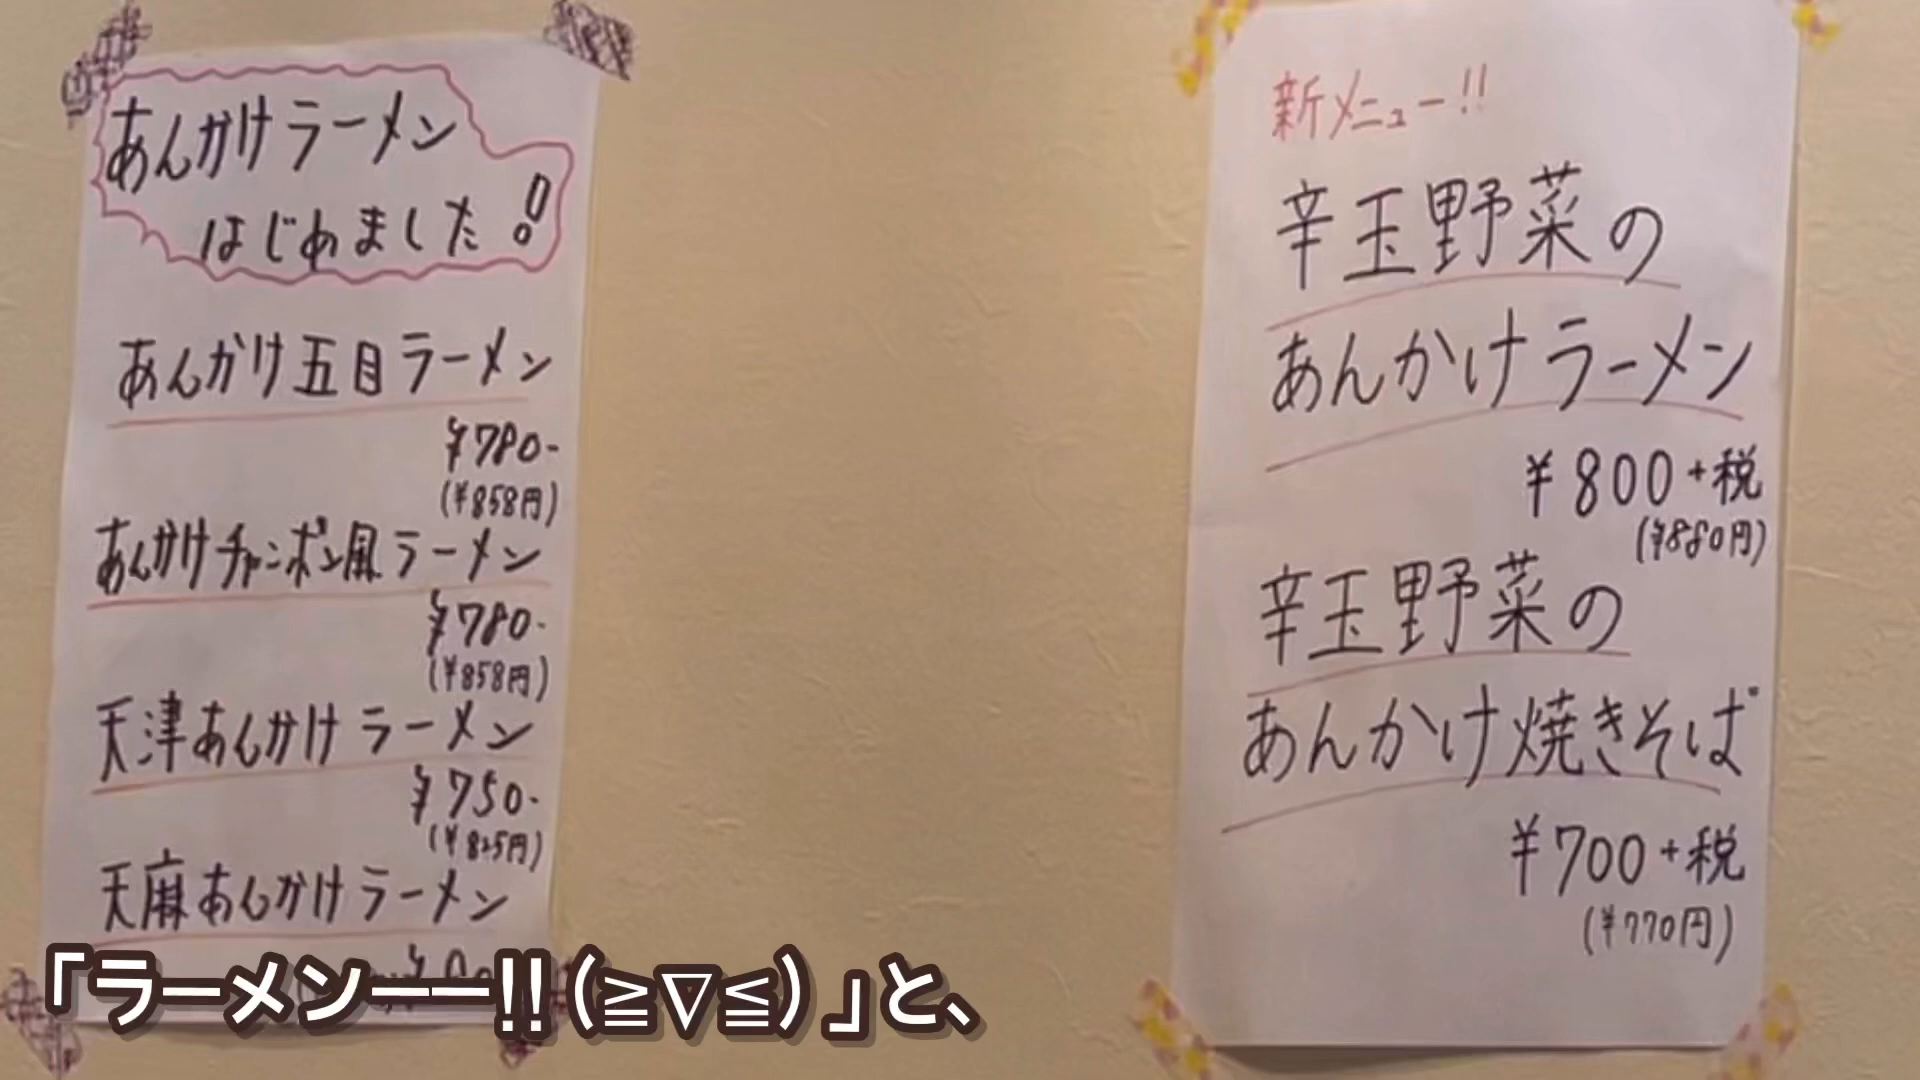 あんかけラーメン
はじめました!
あんかけ五目ラーメン
¥780-
(¥858円)
あんかけチャンポン風ラーメン
¥780-
(¥858円)
天津あんかけラーメン
¥750-
(¥825円)
天麻あんかけラーメン
新メニュー!!
辛玉野菜の
あんかけラーメン
¥800+税
(¥880円)
辛玉野菜の
あんかけ焼きそば
¥700+税
(¥770円)
「ラーメンーー!!(≧▽≦)」と、